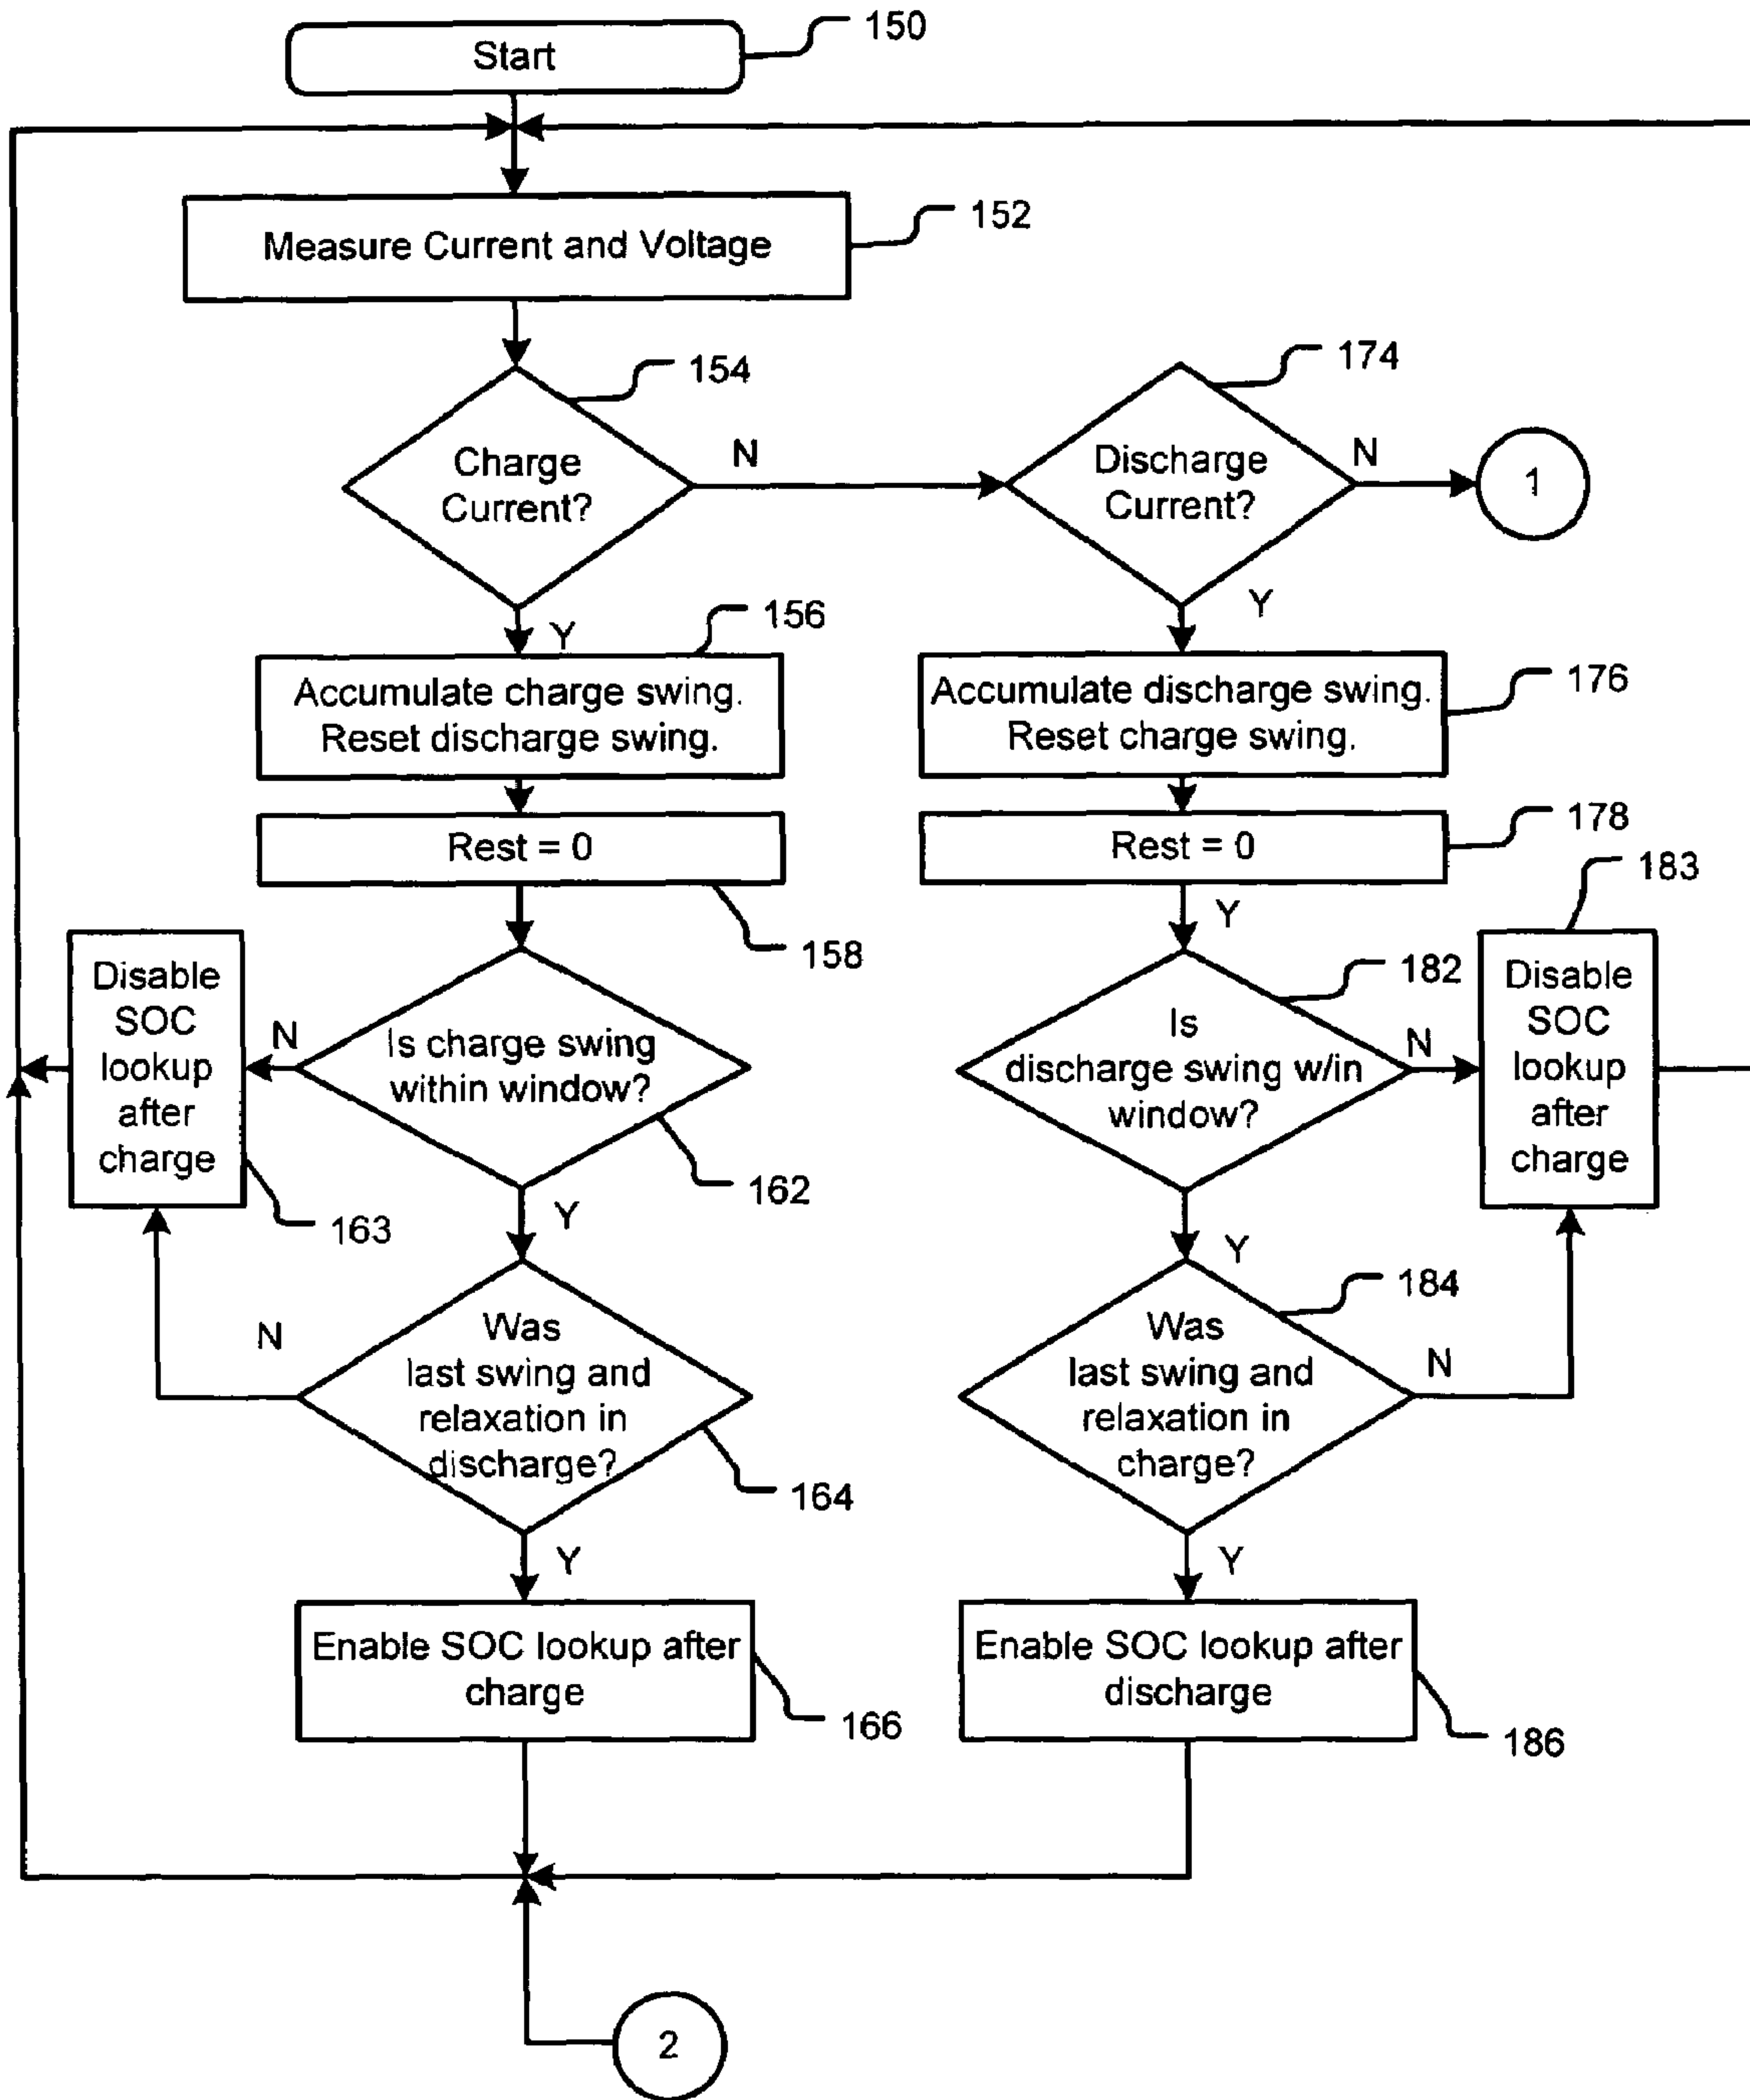 Start
150
Measure Current and Voltage
152
154
174
Charge
Current?
N
Discharge
Current?
N
1
Y
Y
156
Accumulate charge swing.
Reset discharge swing.
Accumulate discharge swing.
Reset charge swing.
176
Rest = 0
158
Rest = 0
178
Y
183
Disable
SOC
lookup
after
charge
163
N
Is charge swing
within window?
162
Y
182
Is
discharge swing w/in
window?
N
Disable
SOC
lookup
after
charge
Y
N
Was
last swing and
relaxation in
discharge?
164
184
Was
last swing and
relaxation in
charge?
N
Y
Y
Enable SOC lookup after
charge
166
Enable SOC lookup after
discharge
186
2